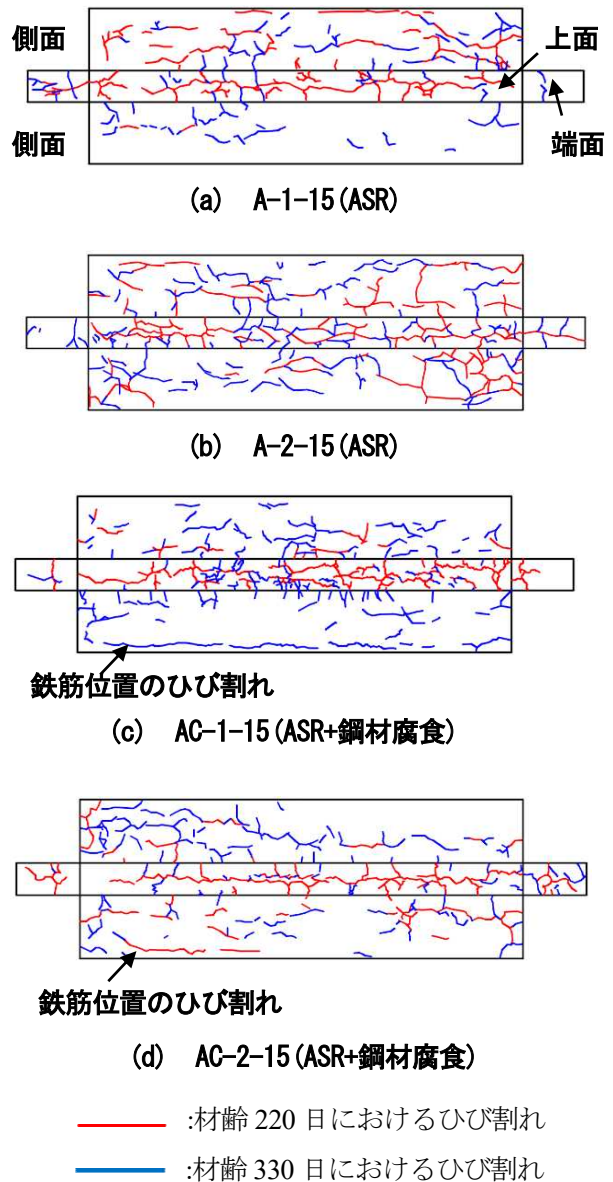 側面
上面
側面
端面
(a) A-1-15(ASR)
(b) A-2-15(ASR)
鉄筋位置のひび割れ
(c) AC-1-15(ASR+鋼材腐食)
鉄筋位置のひび割れ
(d) AC-2-15(ASR+鋼材腐食)
:材齢 220 日におけるひび割れ
:材齢 330 日におけるひび割れ